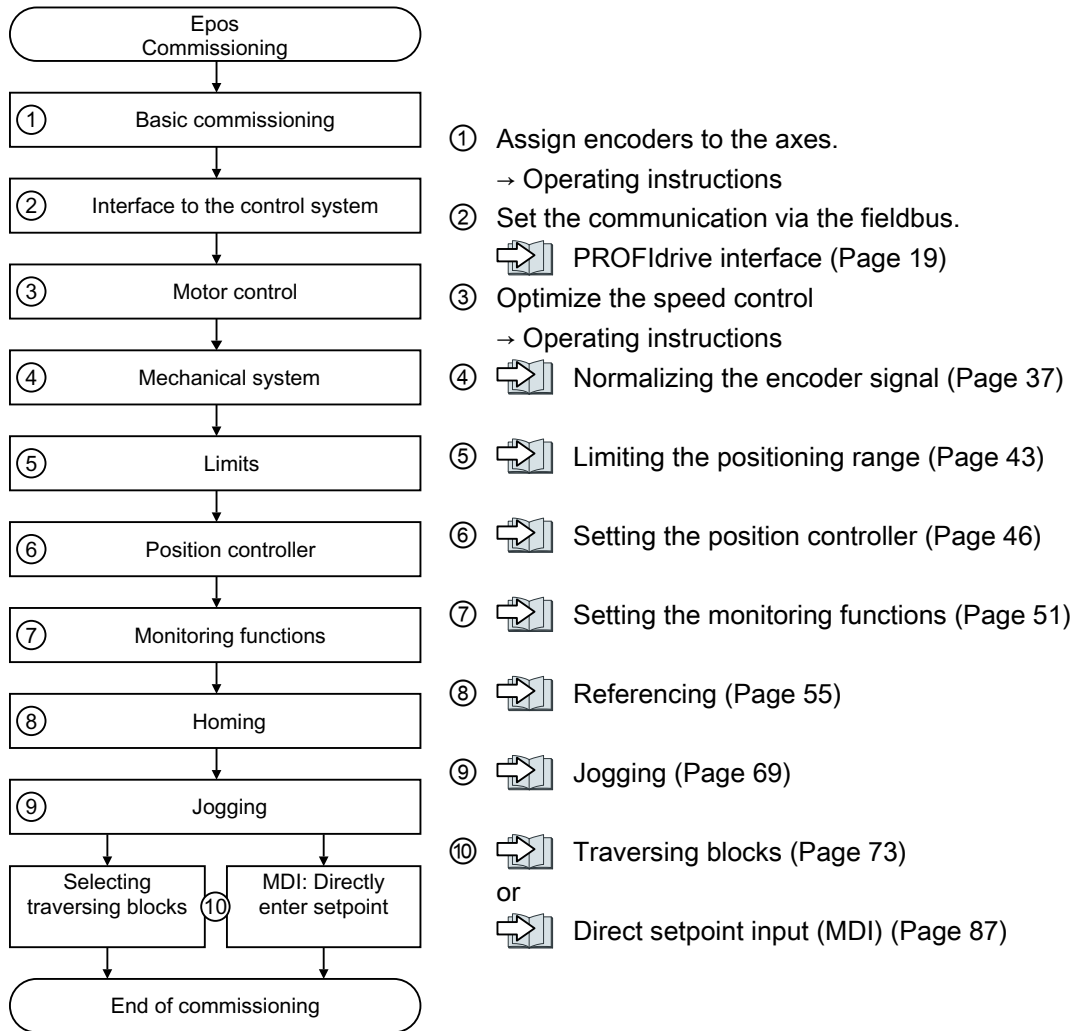 Epos
Commissioning
① Basic commissioning
② Interface to the control system
③ Motor control
④ Mechanical system
⑤ Limits
⑥ Position controller
⑦ Monitoring functions
⑧ Homing
⑨ Jogging
Selecting
traversing blocks
⑩
MDI: Directly
enter setpoint
End of commissioning
① Assign encoders to the axes.
→ Operating instructions
② Set the communication via the fieldbus.
PROFIdrive interface (Page 19)
③ Optimize the speed control
→ Operating instructions
④ Normalizing the encoder signal (Page 37)
⑤ Limiting the positioning range (Page 43)
⑥ Setting the position controller (Page 46)
⑦ Setting the monitoring functions (Page 51)
⑧ Referencing (Page 55)
⑨ Jogging (Page 69)
⑩ Traversing blocks (Page 73)
or
Direct setpoint input (MDI) (Page 87)